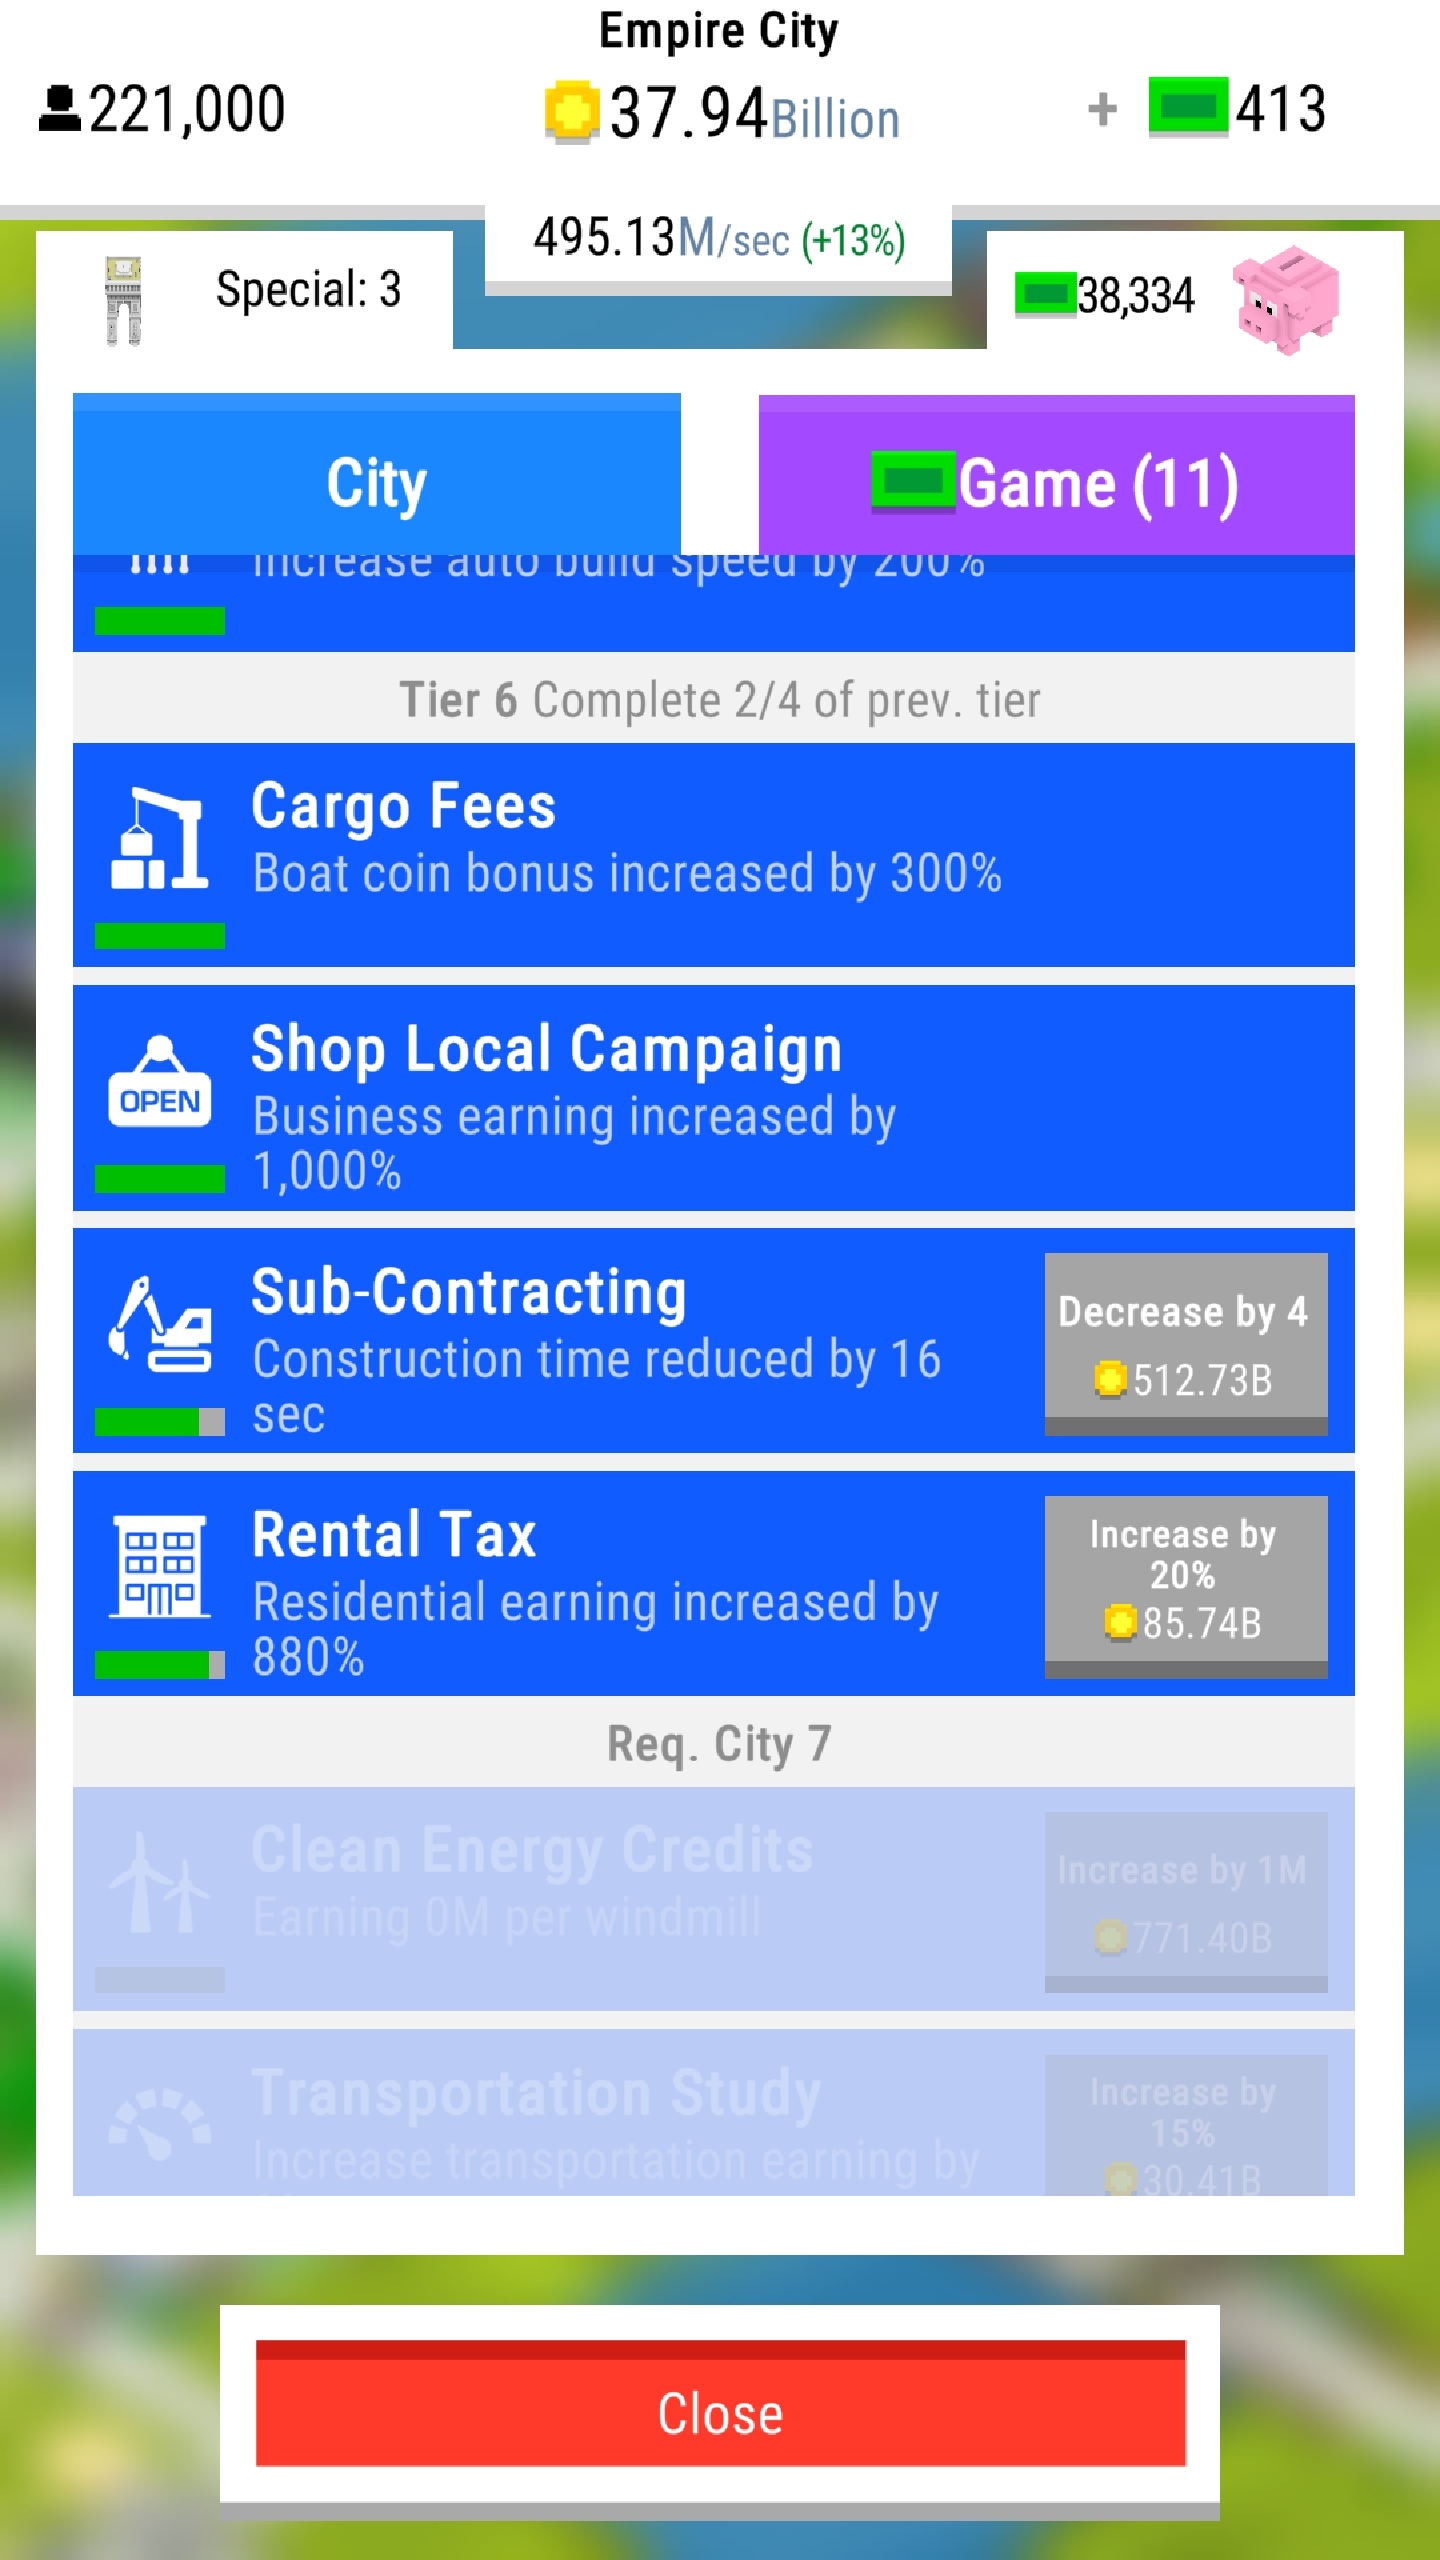 Empire City
221,000
37.94Billion
+ 413
495.13M/sec (+13%)
Special: 3
38,334
City
Game (11)
Increase auto build speed by 200%
Tier 6 Complete 2/4 of prev. tier
Cargo Fees
Boat coin bonus increased by 300%
Shop Local Campaign
OPEN
Business earning increased by
1,000%
Sub-Contracting
Construction time reduced by 16
sec
Decrease by 4
512.73B
Rental Tax
Residential earning increased by
880%
Increase by
20%
85.74B
Req. City 7
Clean Energy Credits
Earning 0M per windmill
Increase by 1M
771.40B
Transportation Study
Increase transportation earning by
Increase by
15%
30.41B
Close